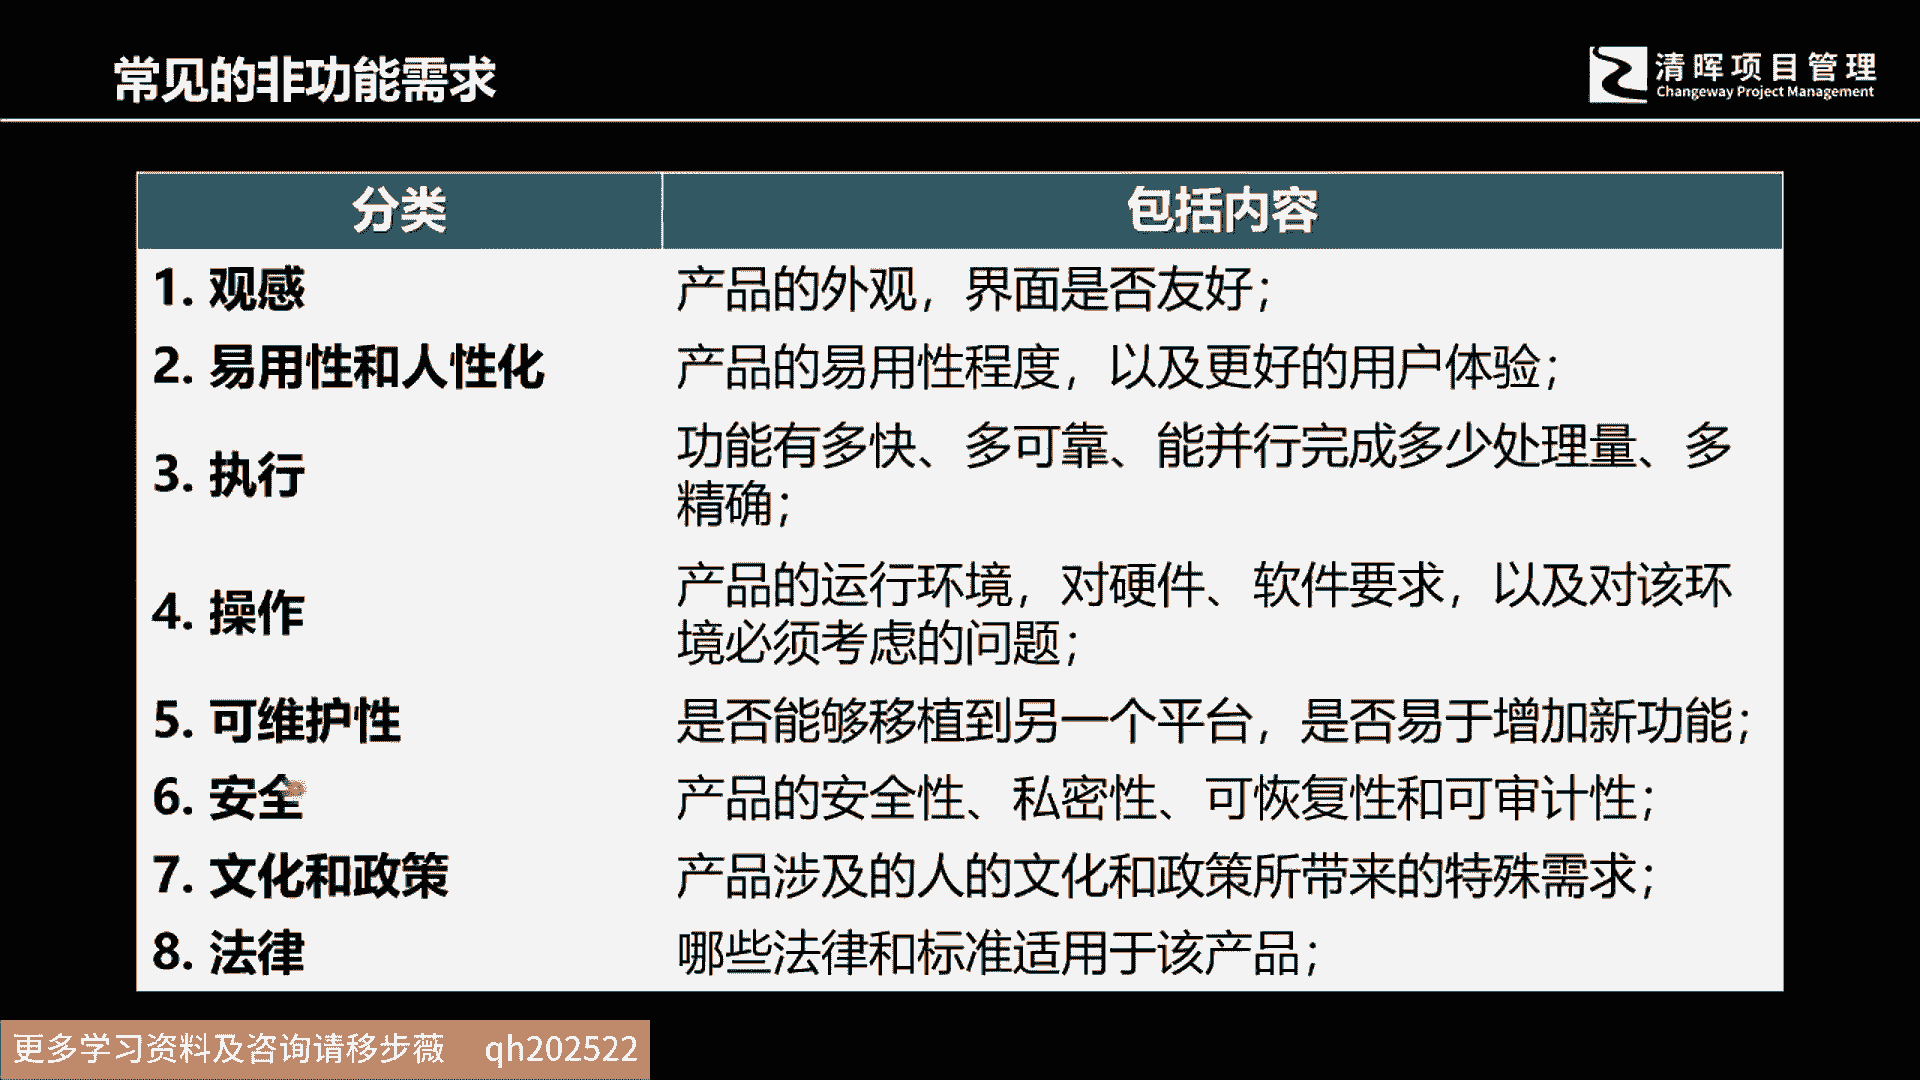 常见的非功能需求
清晖项目管理
Changeway Project Management
分类
包括内容
1. 观感
产品的外观，界面是否友好；
2. 易用性和人性化
产品的易用性程度，以及更好的用户体验；
3. 执行
功能有多快、多可靠、能并行完成多少处理量、多
精确；
4. 操作
产品的运行环境，对硬件、软件要求，以及对该环
境必须考虑的问题；
5. 可维护性
是否能够移植到另一个平台，是否易于增加新功能；
6. 安全
产品的安全性、私密性、可恢复性和可审计性；
7. 文化和政策
产品涉及的人的文化和政策所带来的特殊需求；
8. 法律
哪些法律和标准适用于该产品；
更多学习资料及咨询请移步薇 qh202522